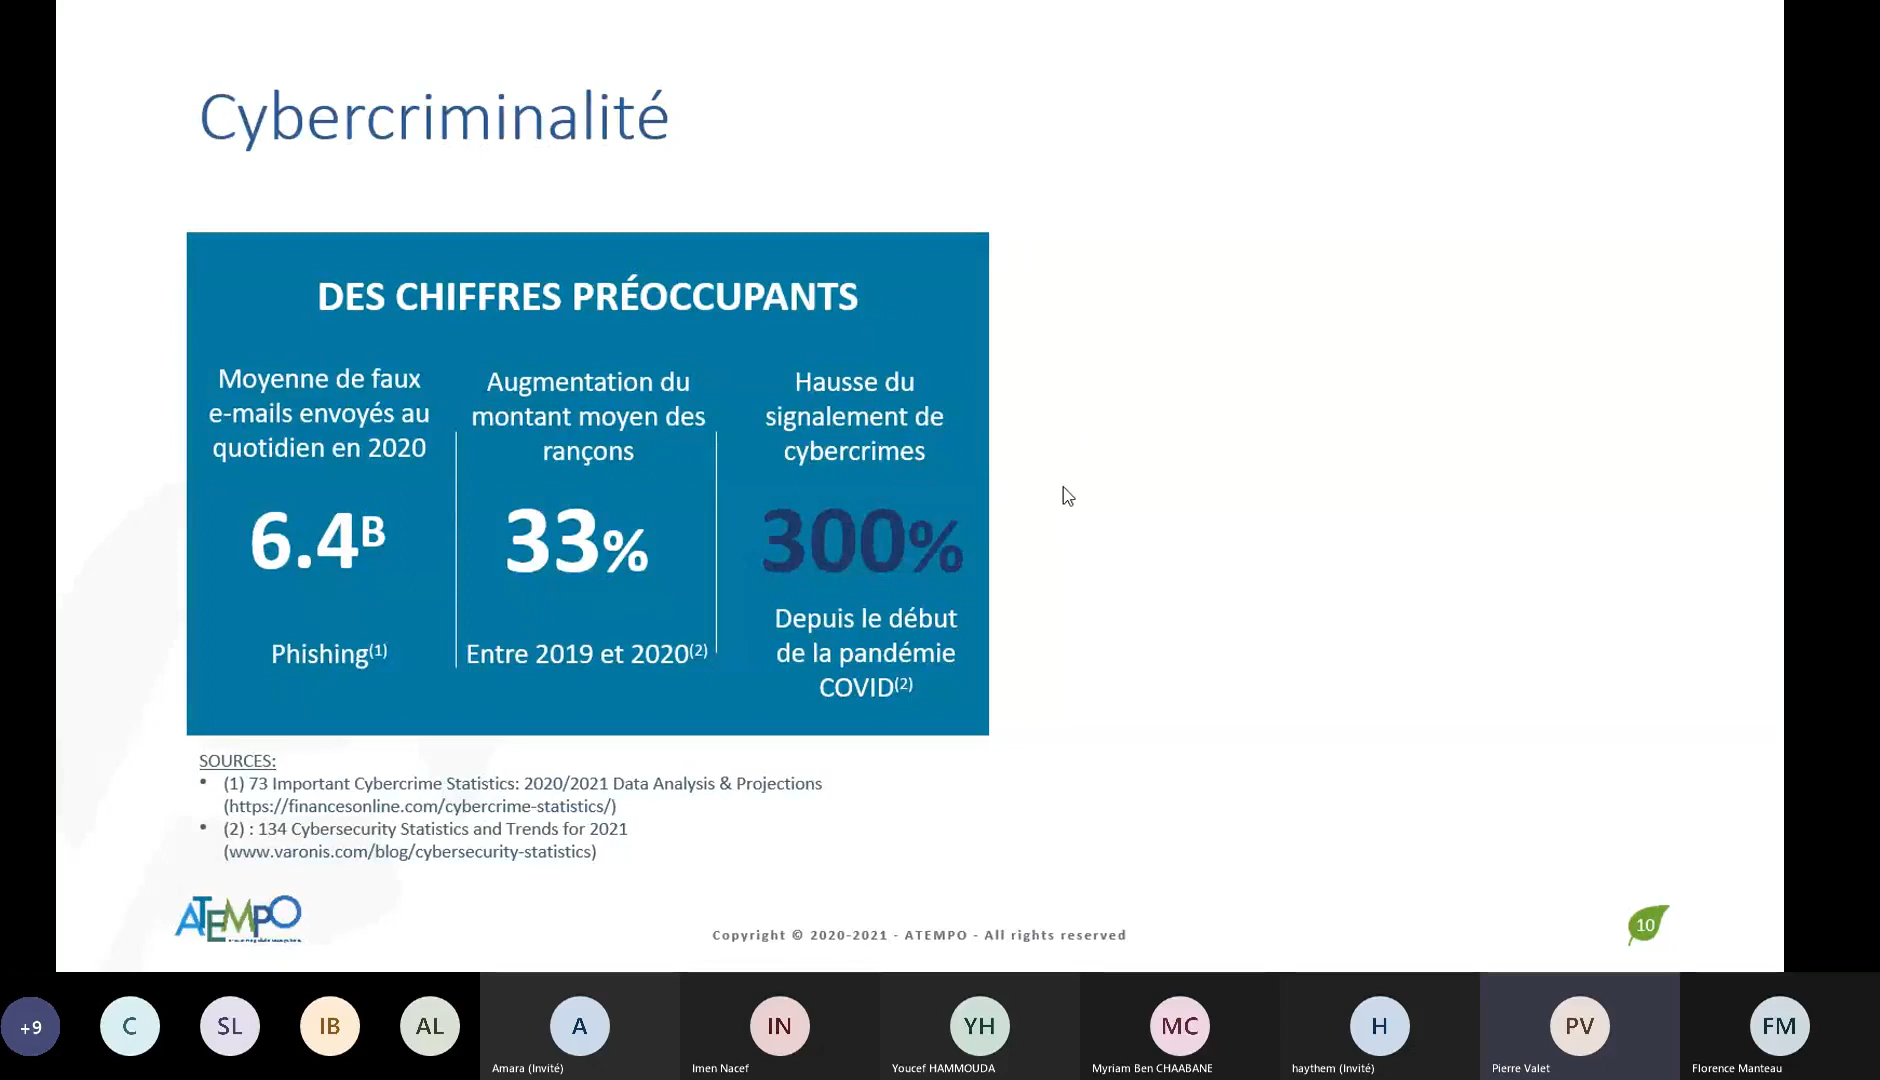 Cybercriminalité
DES CHIFFRES PRÉOCCUPANTS
Moyenne de faux
e-mails envoyés au
quotidien en 2020
6.4B
Phishing(1)
Augmentation du
montant moyen des
rançons
33%
Entre 2019 et 2020(2)
Hausse du
signalement de
cybercrimes
300%
Depuis le début
de la pandémie
COVID(2)
SOURCES:
• (1) 73 Important Cybercrime Statistics: 2020/2021 Data Analysis & Projections
(https://financesonline.com/cybercrime-statistics/)
• (2) : 134 Cybersecurity Statistics and Trends for 2021
(www.varonis.com/blog/cybersecurity-statistics)
ATEMPO
Copyright © 2020-2021 - ATEMPO - All rights reserved
10
+9
C
SL
IB
AL
A
Amara (Invité)
IN
Imen Nacef
YH
Youcef HAMMOUDA
MC
Myriam Ben CHAABANE
H
haythem (Invité)
PV
Pierre Valet
FM
Florence Manteau